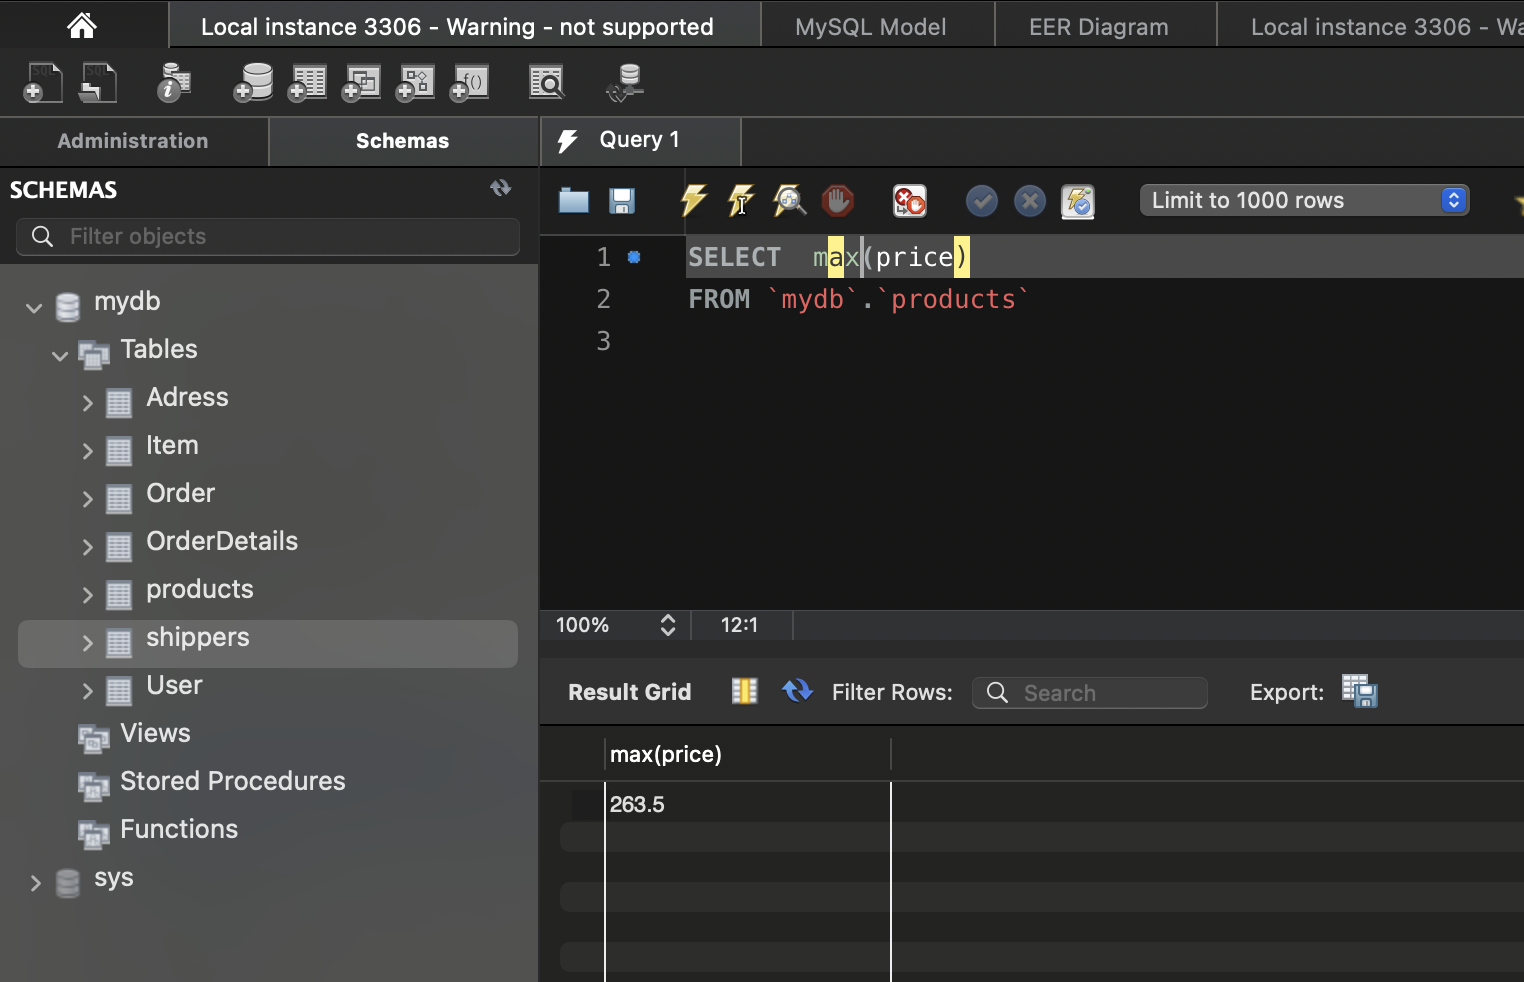 Local instance 3306 - Warning - not supported
MySQL Model
EER Diagram
Local instance 3306 - Wa
SQL
SQL
Administration
Schemas
Query 1
SCHEMAS
Filter objects
mydb
Tables
Adress
Item
Order
OrderDetails
products
shippers
User
Views
Stored Procedures
Functions
sys
Limit to 1000 rows
1 SELECT  max(price)
2 FROM `mydb`.`products`
3
100%
12:1
Result Grid
Filter Rows:
Search
Export:
max(price)
263.5